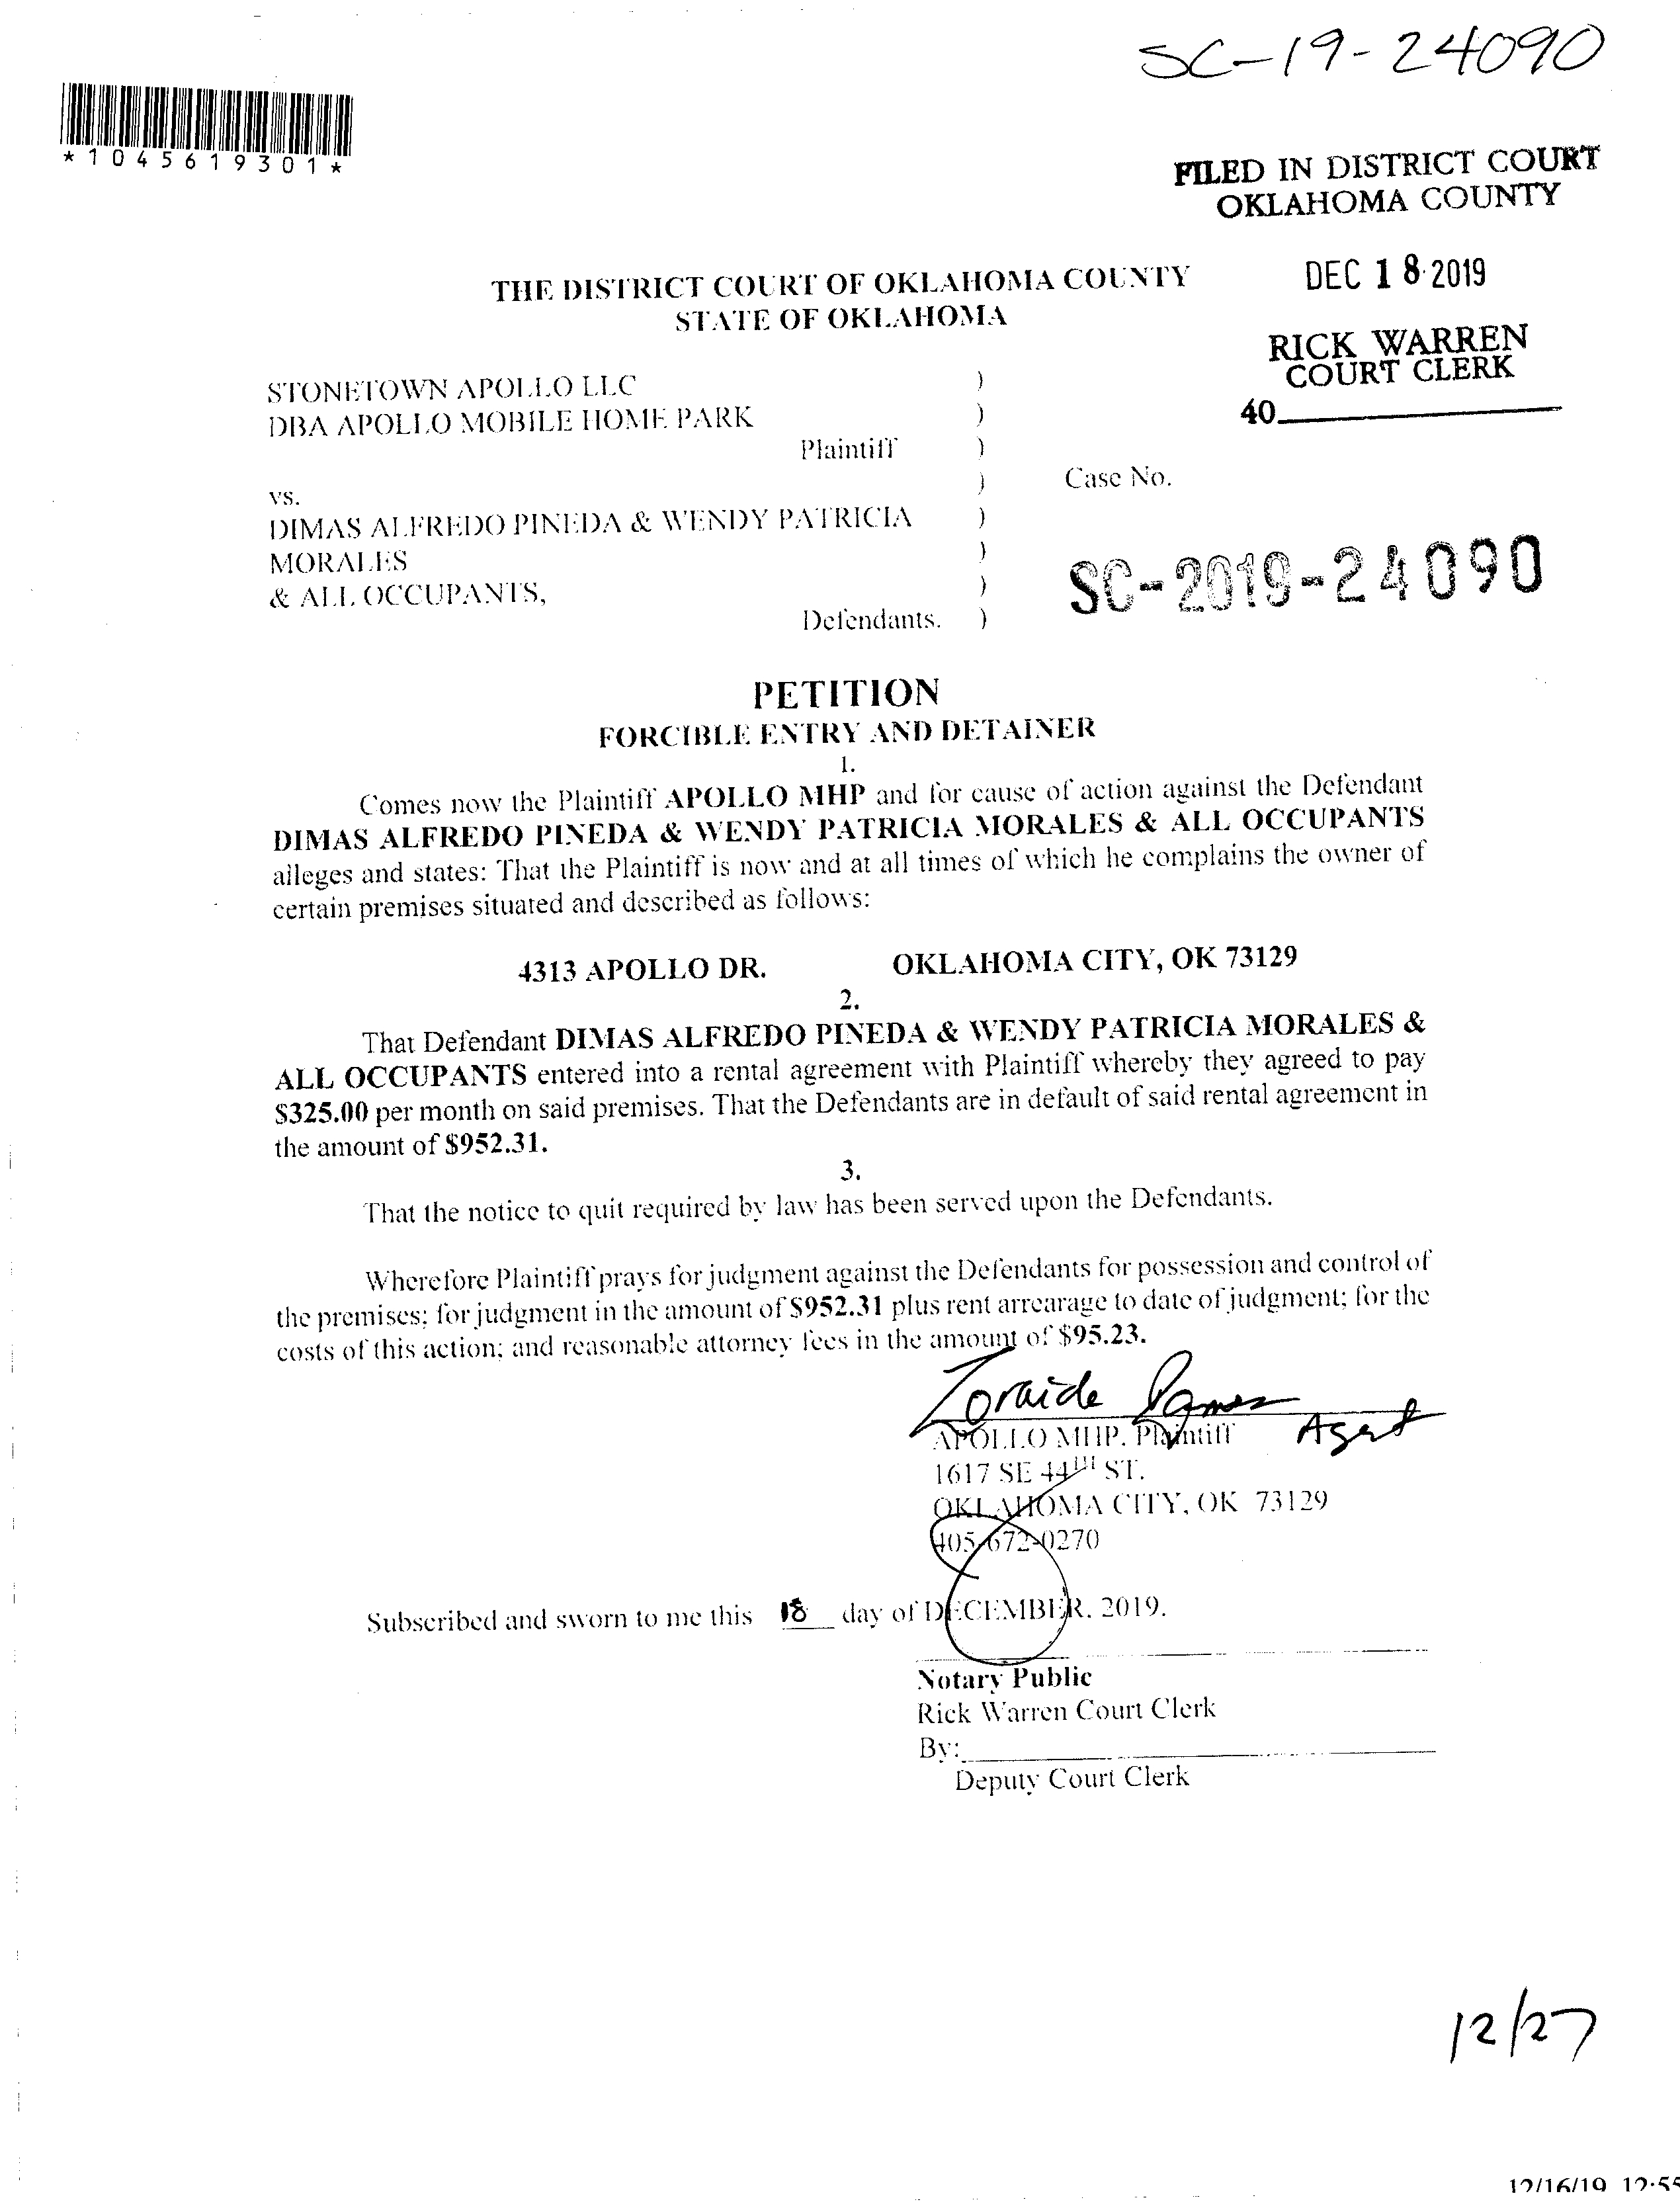 SC-19-24090
*1045619301*
FILED IN DISTRICT COURT
OKLAHOMA COUNTY
DEC 18 2019
RICK WARREN
COURT CLERK
40
THE DISTRICT COURT OF OKLAHOMA COUNTY
STATE OF OKLAHOMA
STONETOWN APOLLO LLC )
DBA APOLLO MOBILE HOME PARK )
Plaintiff )
) Case No.
vs.
DIMAS ALFREDO PINEDA & WENDY PATRICIA )
MORALES )
& ALL OCCUPANTS, )
Defendants. )
SC-2019-24090
PETITION
FORCIBLE ENTRY AND DETAINER
1.
Comes now the Plaintiff APOLLO MHP and for cause of action against the Defendant
DIMAS ALFREDO PINEDA & WENDY PATRICIA MORALES & ALL OCCUPANTS
alleges and states: That the Plaintiff is now and at all times of which he complains the owner of
certain premises situated and described as follows:
4313 APOLLO DR. OKLAHOMA CITY, OK 73129
2.
That Defendant DIMAS ALFREDO PINEDA & WENDY PATRICIA MORALES &
ALL OCCUPANTS entered into a rental agreement with Plaintiff whereby they agreed to pay
$325.00 per month on said premises. That the Defendants are in default of said rental agreement in
the amount of $952.31.
3.
That the notice to quit required by law has been served upon the Defendants.
Wherefore Plaintiff prays for judgment against the Defendants for possession and control of
the premises; for judgment in the amount of $952.31 plus rent arrearage to date of judgment; for the
costs of this action; and reasonable attorney fees in the amount of $95.23.
Zoraide Agent
APOLLO MHP, Plaintiff
1617 SE 44TH ST.
OKLAHOMA CITY, OK 73129
405-672-0270
Subscribed and sworn to me this 18 day of DECEMBER, 2019.
Notary Public
Rick Warren Court Clerk
By:
Deputy Court Clerk
12/27
12/16/19 12:55